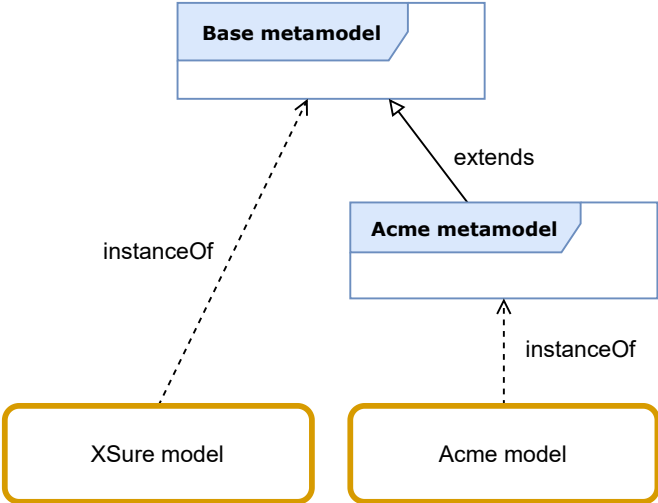 Base metamodel
extends
Acme metamodel
instanceOf
instanceOf
XSure model
Acme model